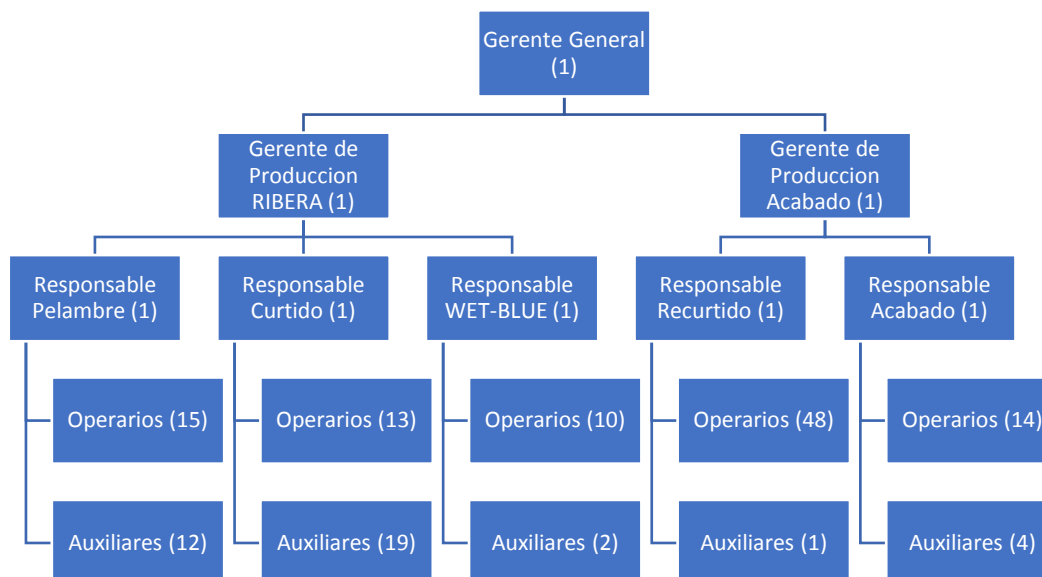 Gerente General
(1)
Gerente de
Produccion
RIBERA (1)
Gerente de
Produccion
Acabado (1)
Responsable
Pelambre (1)
Responsable
Curtido (1)
Responsable
WET-BLUE (1)
Responsable
Recurtido (1)
Responsable
Acabado (1)
Operarios (15)
Operarios (13)
Operarios (10)
Operarios (48)
Operarios (14)
Auxiliares (12)
Auxiliares (19)
Auxiliares (2)
Auxiliares (1)
Auxiliares (4)